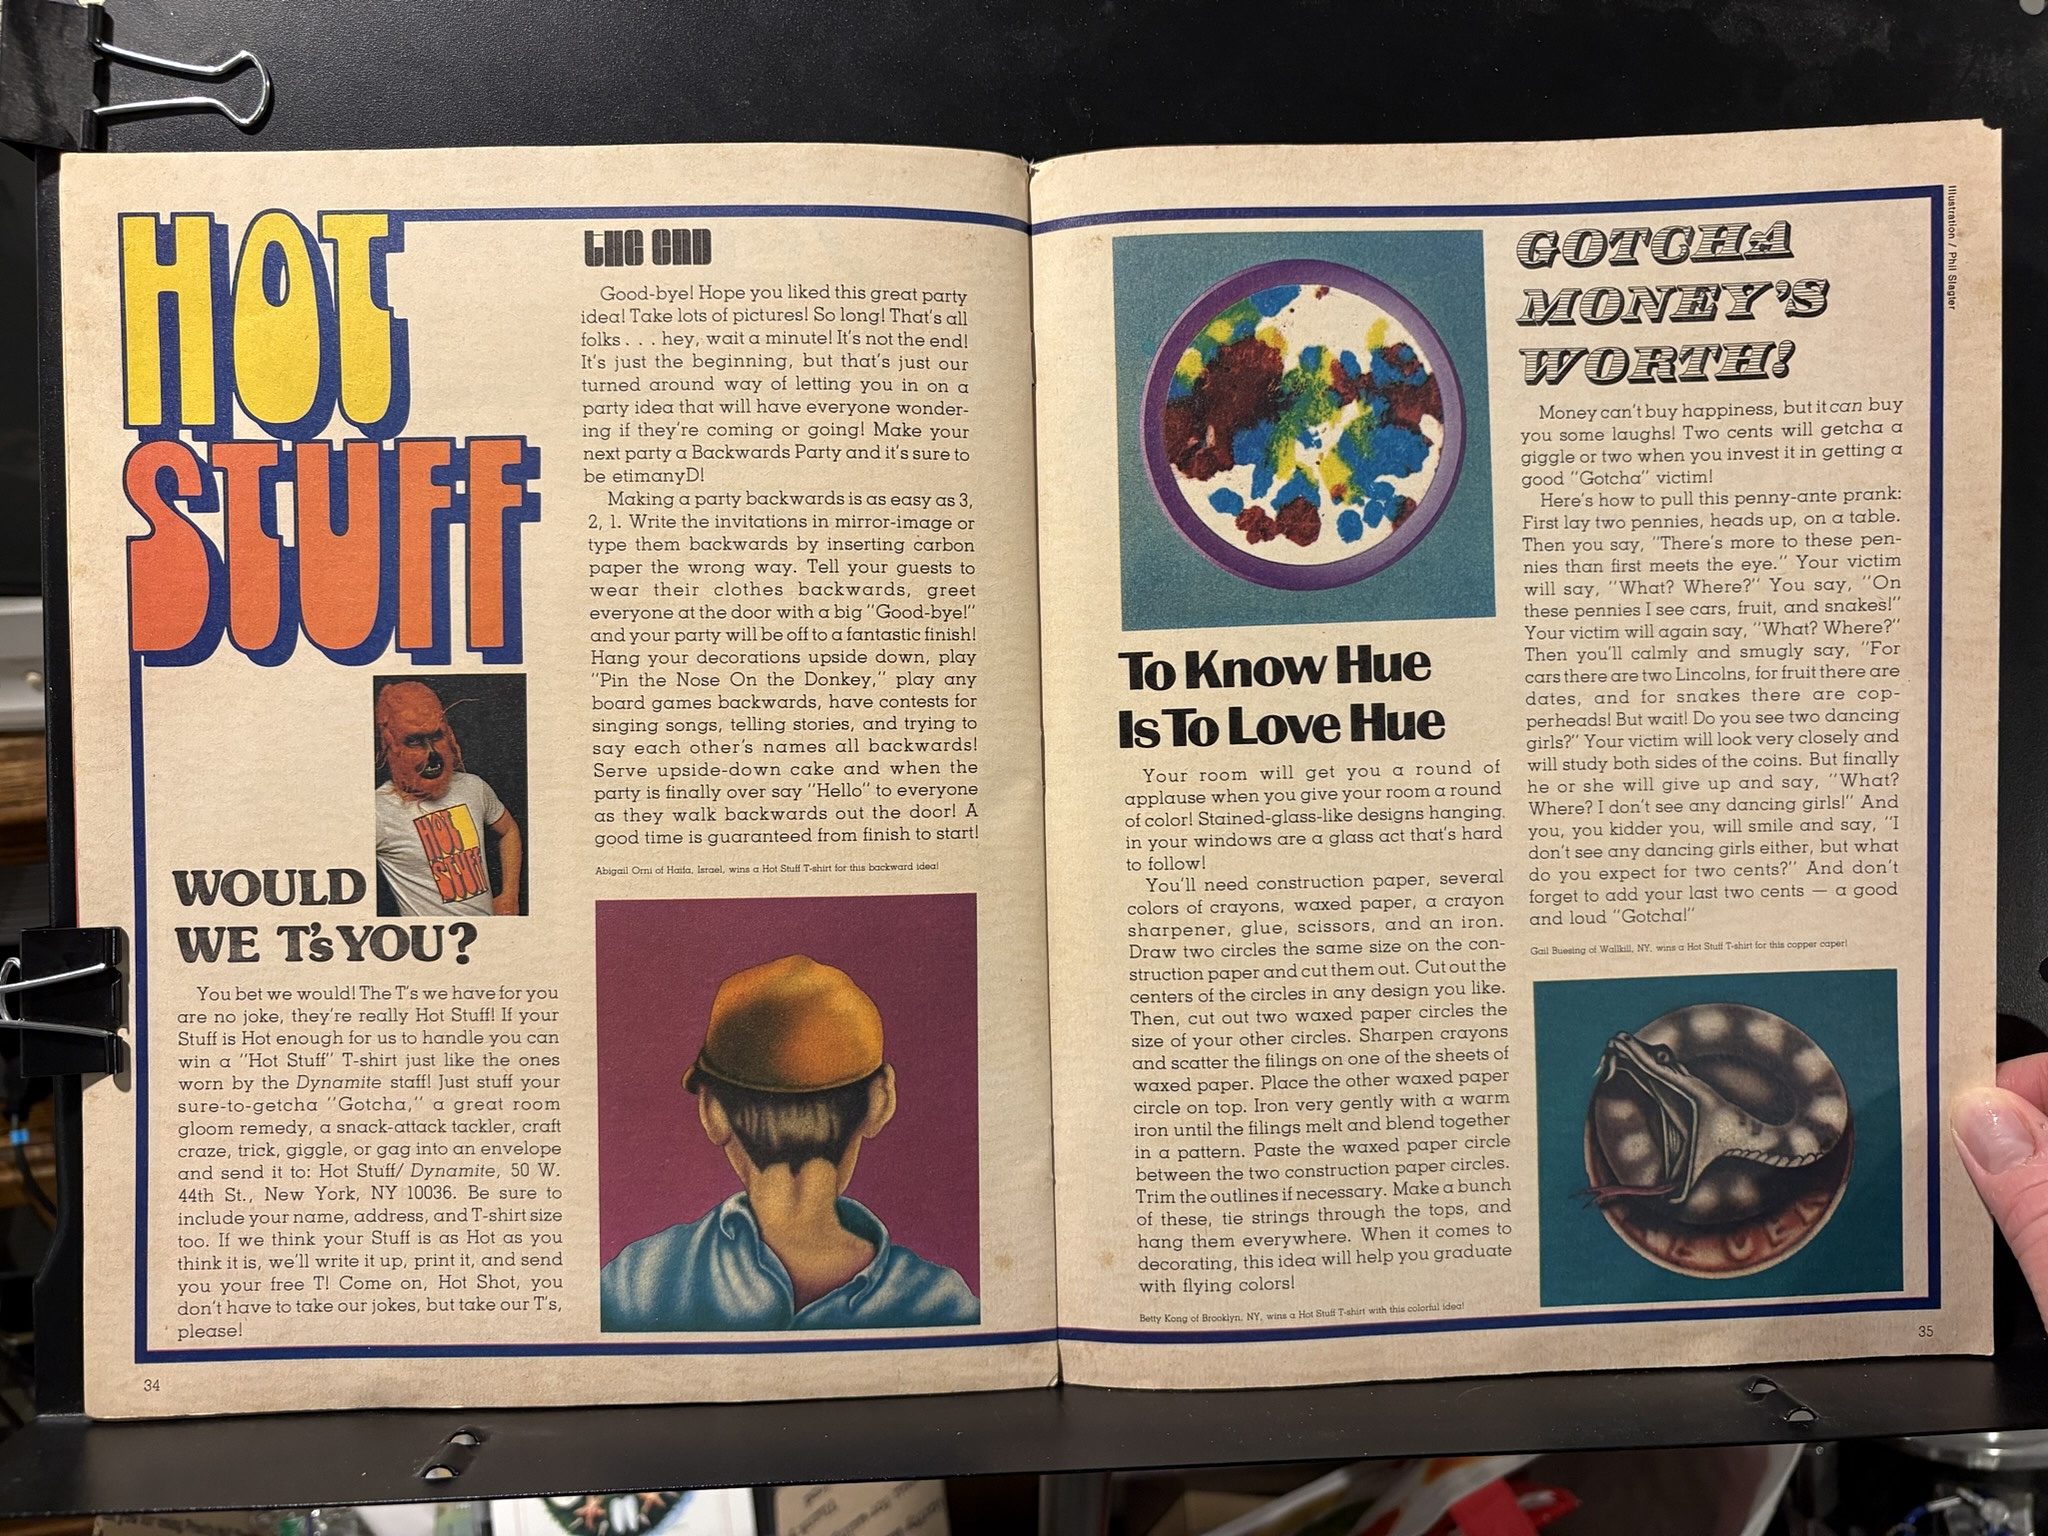 HOT
STUFF
HOT
STUFF
WOULD
WE T's YOU?
You bet we would! The T's we have for you
are no joke, they're really Hot Stuff! If your
Stuff is Hot enough for us to handle you can
win a "Hot Stuff" T-shirt just like the ones
worn by the Dynamite staff! Just stuff your
sure-to-getcha "Gotcha," a great room
gloom remedy, a snack-attack tackler, craft
craze, trick, giggle, or gag into an envelope
and send it to: Hot Stuff/ Dynamite, 50 W.
44th St., New York, NY 10036. Be sure to
include your name, address, and T-shirt size
too. If we think your Stuff is as Hot as you
think it is, we'll write it up, print it, and send
you your free T! Come on, Hot Shot, you
don't have to take our jokes, but take our T's,
please!
34
THE END
Good-bye! Hope you liked this great party
idea! Take lots of pictures! So long! That's all
folks . . . hey, wait a minute! It's not the end!
It's just the beginning, but that's just our
turned around way of letting you in on a
party idea that will have everyone wonder-
ing if they're coming or going! Make your
next party a Backwards Party and it's sure to
be etimanyD!
Making a party backwards is as easy as 3,
2, 1. Write the invitations in mirror-image or
type them backwards by inserting carbon
paper the wrong way. Tell your guests to
wear their clothes backwards, greet
everyone at the door with a big "Good-bye!"
and your party will be off to a fantastic finish!
Hang your decorations upside down, play
"Pin the Nose On the Donkey," play any
board games backwards, have contests for
singing songs, telling stories, and trying to
say each other's names all backwards!
Serve upside-down cake and when the
party is finally over say "Hello" to everyone
as they walk backwards out the door! A
good time is guaranteed from finish to start!
Abigail Orni of Haifa, Israel, wins a Hot Stuff T-shirt for this backward idea!
To Know Hue
Is To Love Hue
Your room will get you a round of
applause when you give your room a round
of color! Stained-glass-like designs hanging
in your windows are a glass act that's hard
to follow!
You'll need construction paper, several
colors of crayons, waxed paper, a crayon
sharpener, glue, scissors, and an iron.
Draw two circles the same size on the con-
struction paper and cut them out. Cut out the
centers of the circles in any design you like.
Then, cut out two waxed paper circles the
size of your other circles. Sharpen crayons
and scatter the filings on one of the sheets of
waxed paper. Place the other waxed paper
circle on top. Iron very gently with a warm
iron until the filings melt and blend together
in a pattern. Paste the waxed paper circle
between the two construction paper circles.
Trim the outlines if necessary. Make a bunch
of these, tie strings through the tops, and
hang them everywhere. When it comes to
decorating, this idea will help you graduate
with flying colors!
Betty Kong of Brooklyn, NY, wins a Hot Stuff T-shirt with this colorful idea!
GOTCHA
MONEY'S
WORTH!
Money can't buy happiness, but it can buy
you some laughs! Two cents will getcha a
giggle or two when you invest it in getting a
good "Gotcha" victim!
Here's how to pull this penny-ante prank:
First lay two pennies, heads up, on a table.
Then you say, "There's more to these pen-
nies than first meets the eye." Your victim
will say, "What? Where?" You say, "On
these pennies I see cars, fruit, and snakes!"
Your victim will again say, "What? Where?"
Then you'll calmly and smugly say, "For
cars there are two Lincolns, for fruit there are
dates, and for snakes there are cop-
perheads! But wait! Do you see two dancing
girls?" Your victim will look very closely and
will study both sides of the coins. But finally
he or she will give up and say, "What?
Where? I don't see any dancing girls!" And
you, you kidder you, will smile and say, "I
don't see any dancing girls either, but what
do you expect for two cents?" And don't
forget to add your last two cents — a good
and loud "Gotcha!"
Gail Buesing of Wallkill, NY, wins a Hot Stuff T-shirt for this copper caper!
Illustration / Phil Slagter
35